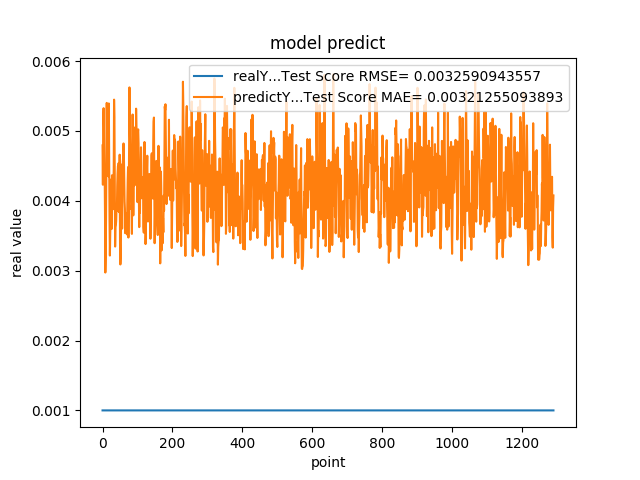 model predict
realY...Test Score RMSE= 0.0032590943557
predictY...Test Score MAE= 0.00321255093893
0.006
0.005
0.004
0.003
0.002
0.001
real value
0 200 400 600 800 1000 1200
point